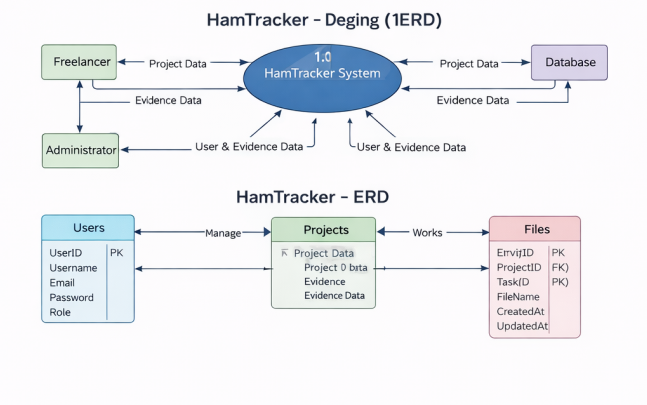 HamTracker – Deging (1ERD)
Freelancer
Project Data
1.0
HamTracker System
Project Data
Database
Evidence Data
Evidence Data
Administrator
User & Evidence Data
User & Evidence Data
HamTracker – ERD
Users
Manage
Projects
Works
Files
UserID PK
Username
Email
Password
Role
Project Data
Project
Evidence
Evidence Data
PK
ProjectID FK)
PK)
FileName
CreatedAt
UpdatedAt